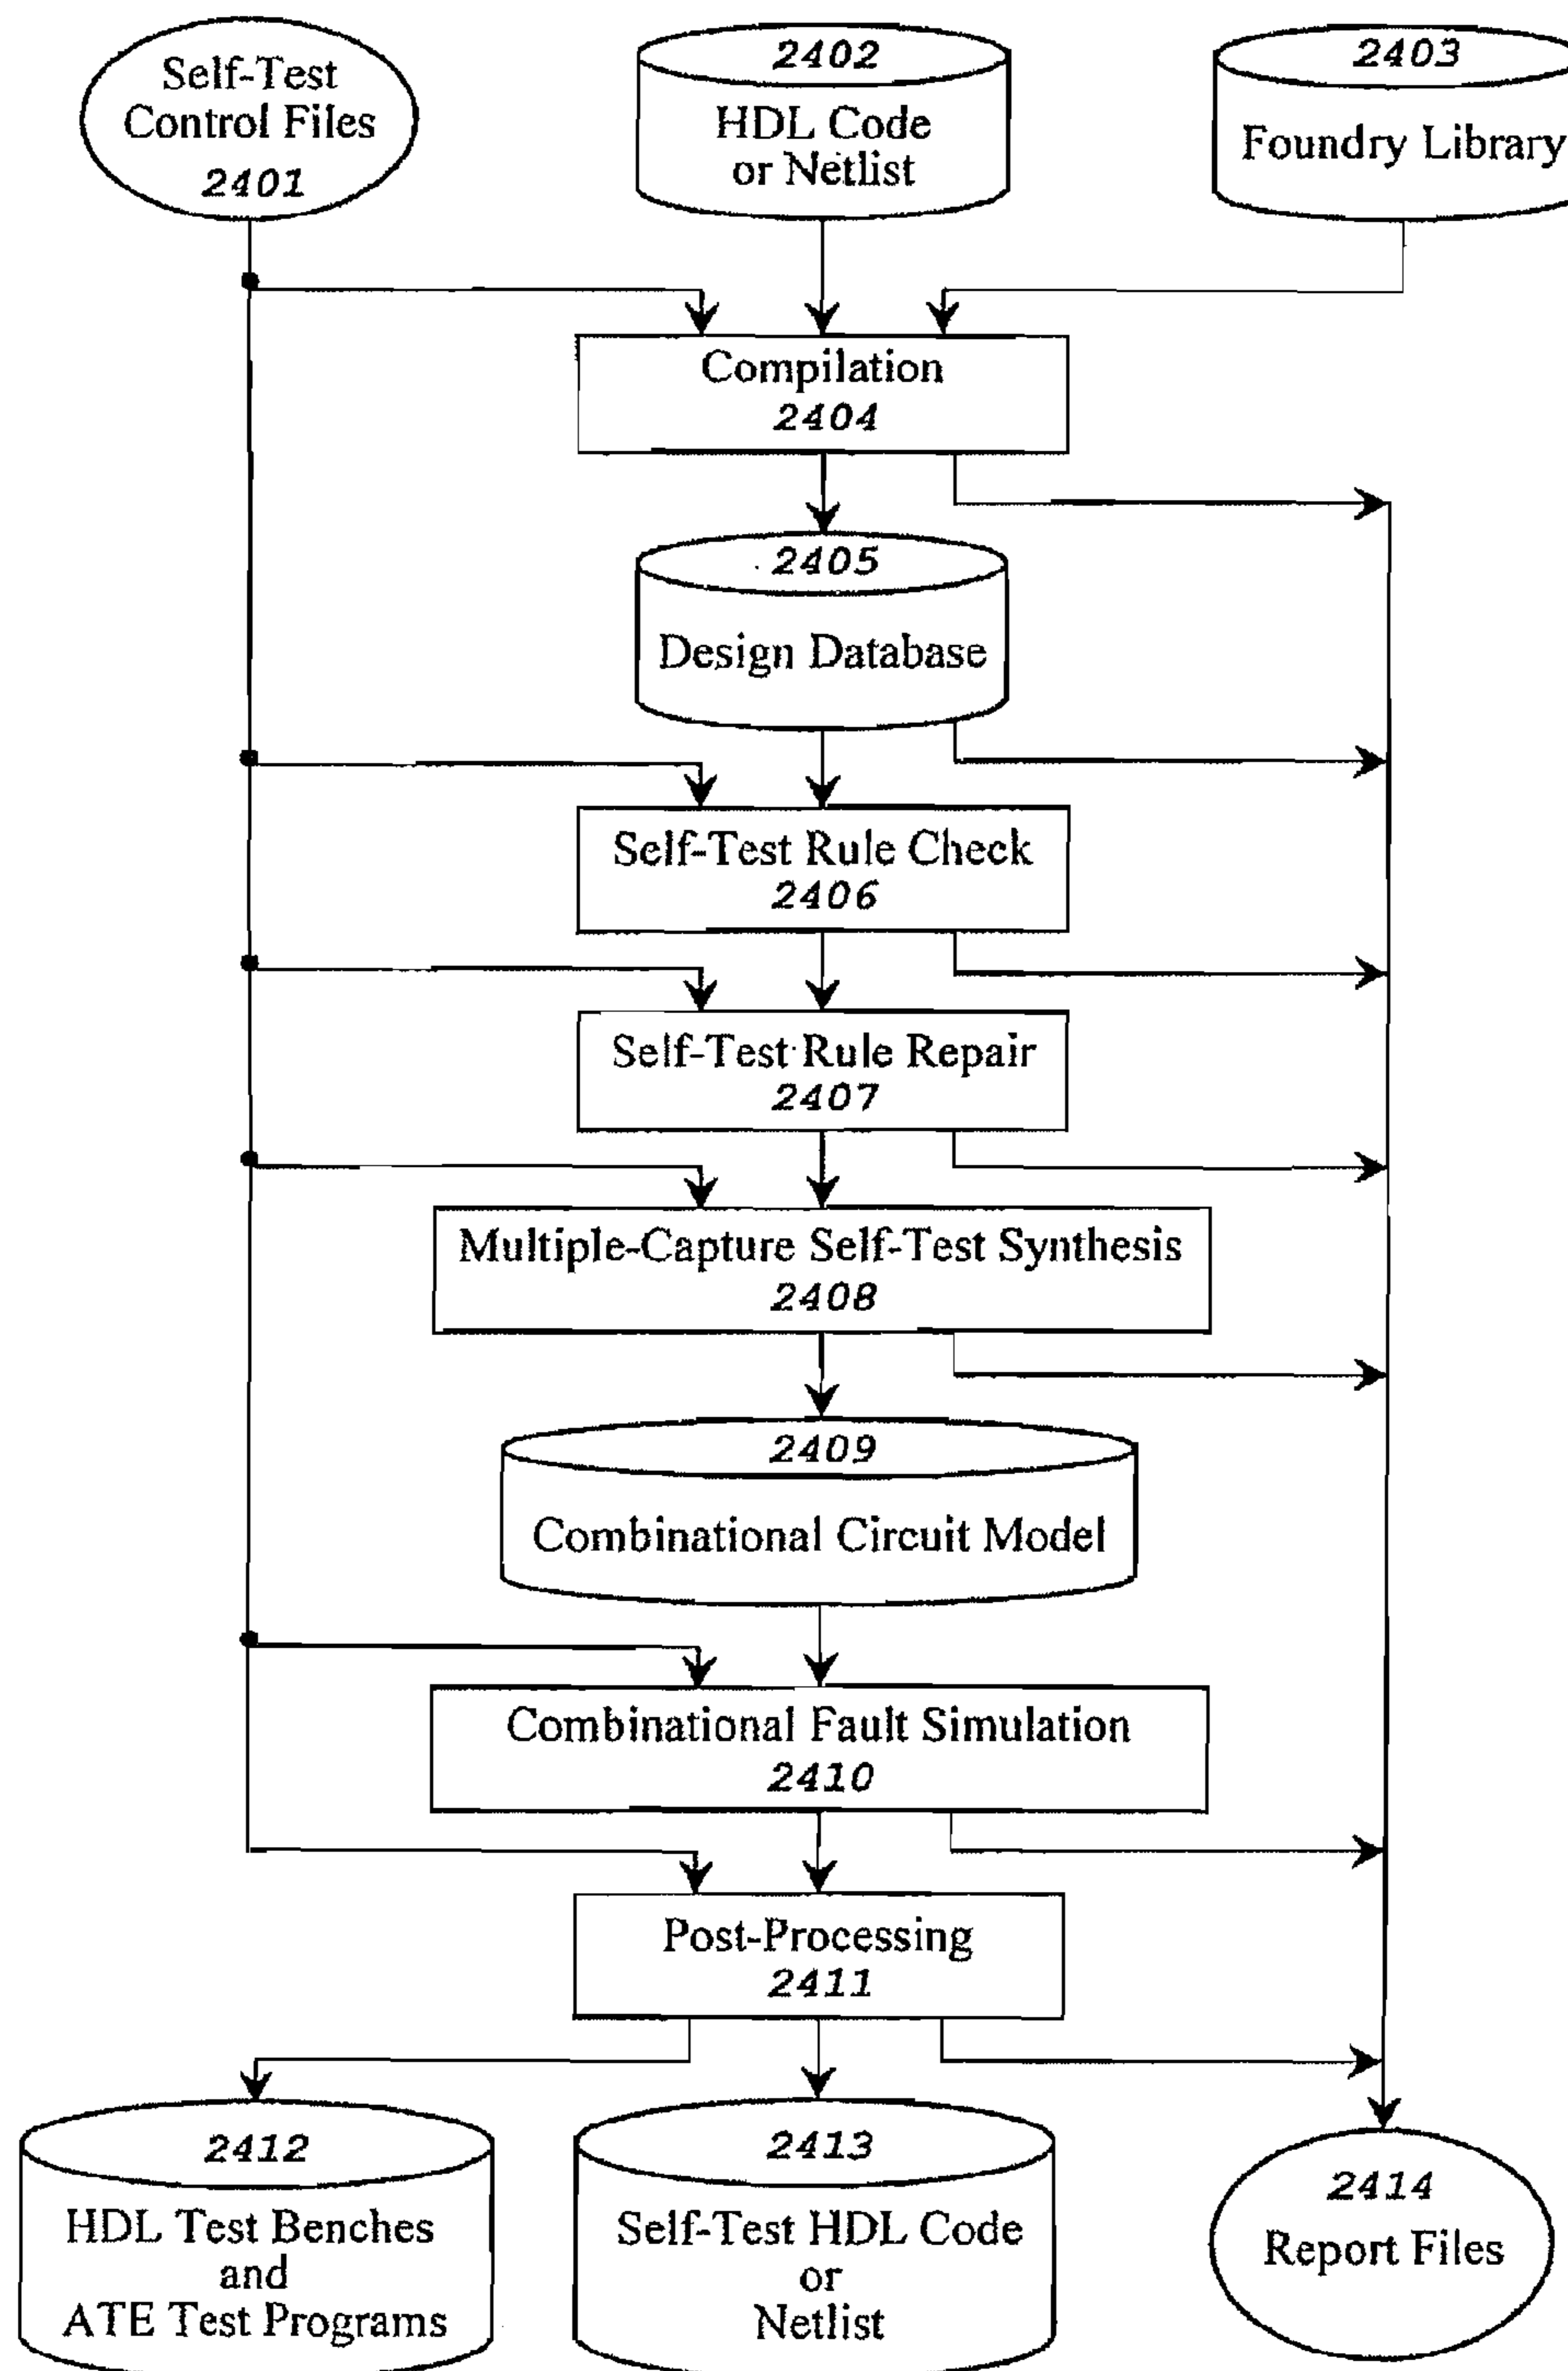 Self-Test
Control Files
2401
2402
HDL Code
or Netlist
2403
Foundry Library
Compilation
2404
2405
Design Database
Self-Test Rule Check
2406
Self-Test Rule Repair
2407
Multiple-Capture Self-Test Synthesis
2408
2409
Combinational Circuit Model
Combinational Fault Simulation
2410
Post-Processing
2411
2412
HDL Test Benches
and
ATE Test Programs
2413
Self-Test HDL Code
or
Netlist
2414
Report Files